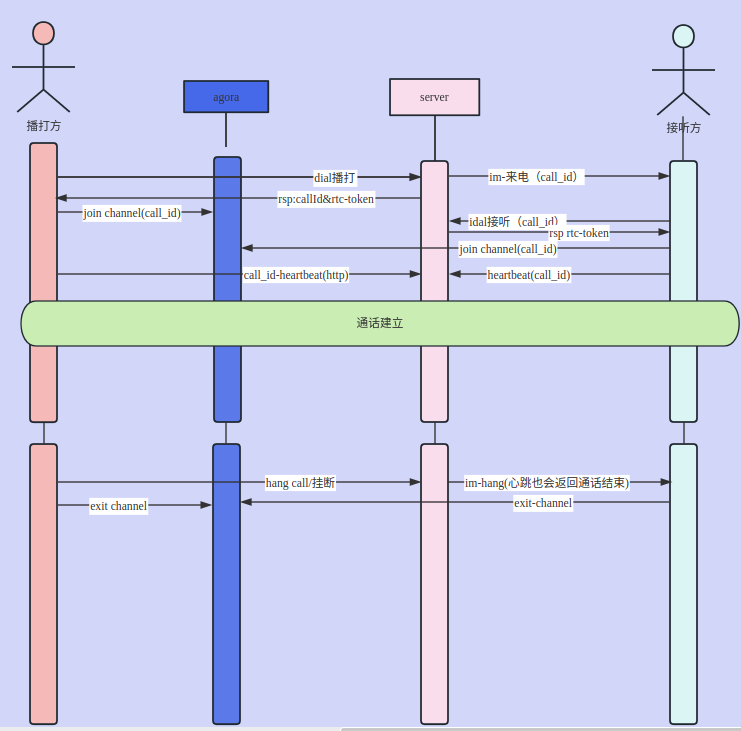 播打方
agora
server
接听方
dial播打
im-来电（call_id）
rsp:callId&rtc-token
join channel(call_id)
idal接听（call_id）
rsp rtc-token
join channel(call_id)
call_id-heartbeat(http)
heartbeat(call_id)
通话建立
hang call/挂断
im-hang(心跳也会返回通话结束)
exit channel
exit-channel